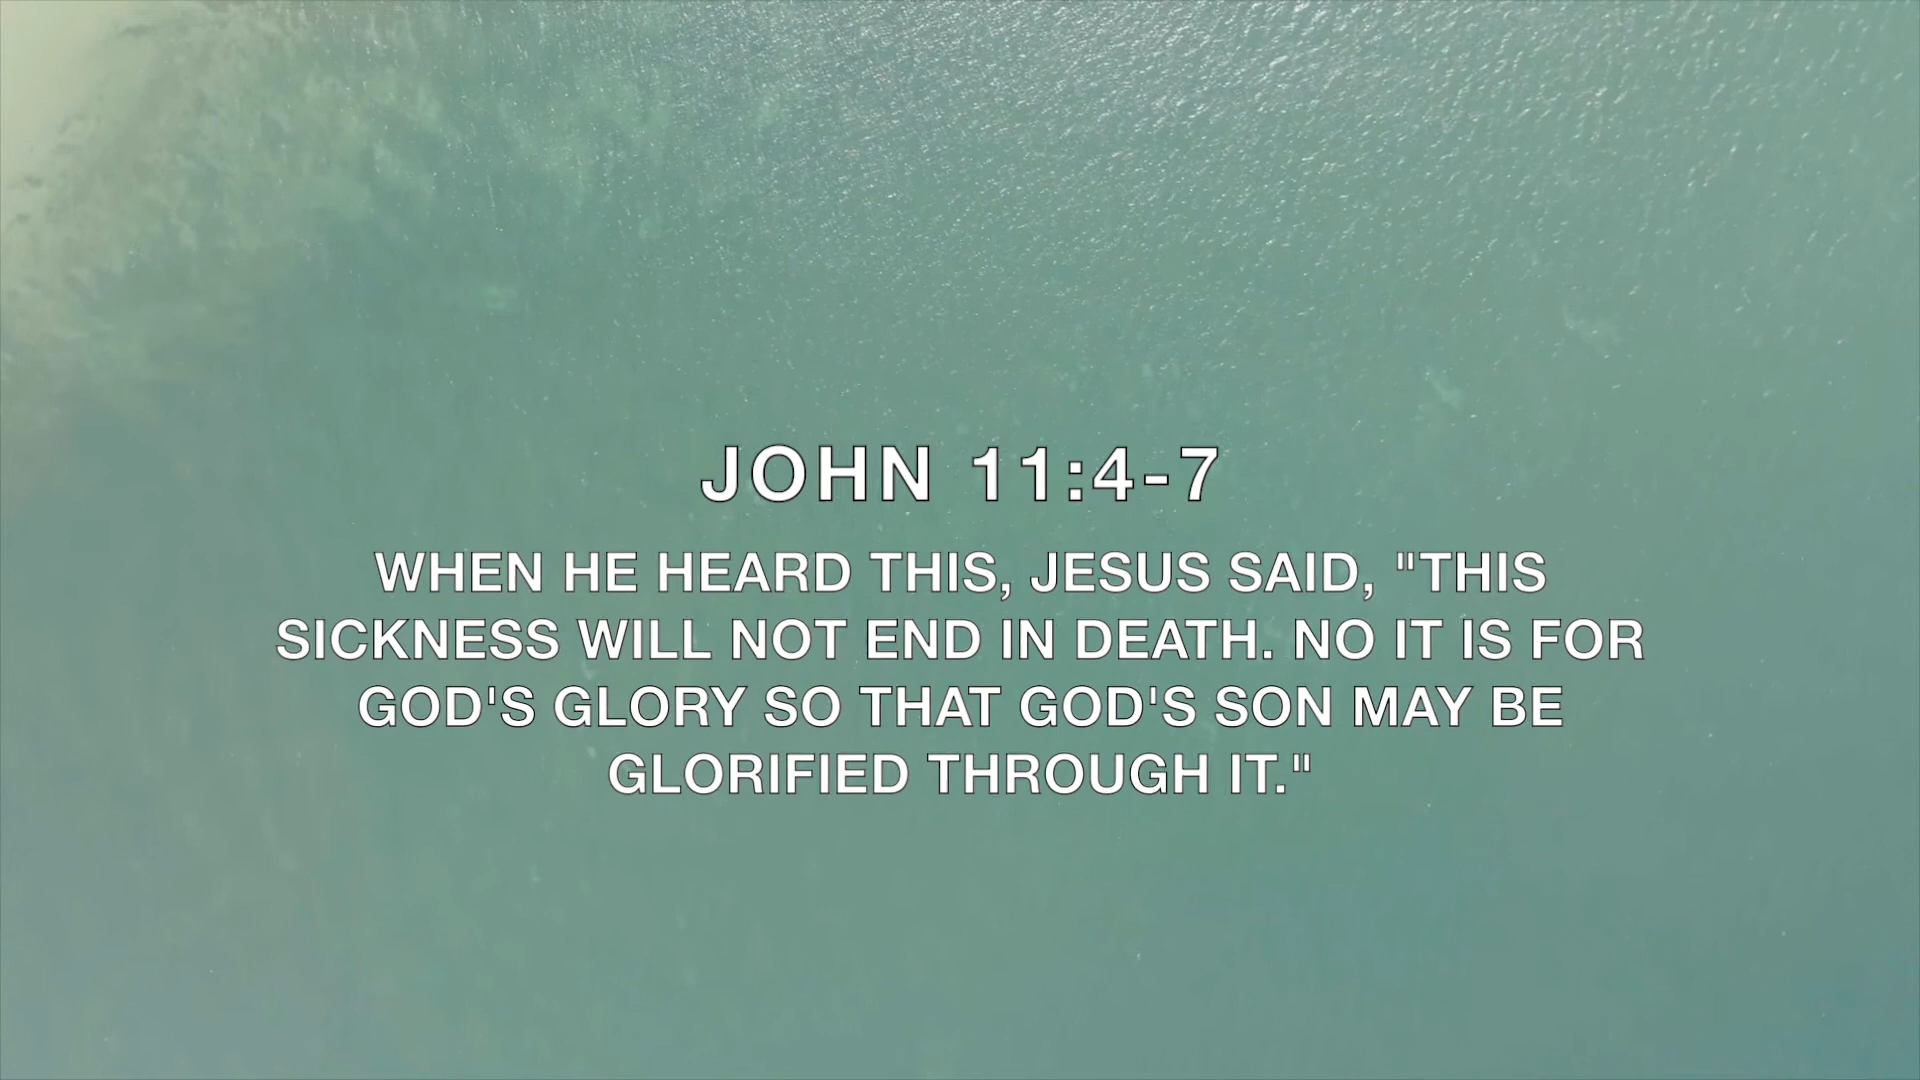 JOHN 11:4-7
WHEN HE HEARD THIS, JESUS SAID, "THIS
SICKNESS WILL NOT END IN DEATH. NO IT IS FOR
GOD'S GLORY SO THAT GOD'S SON MAY BE
GLORIFIED THROUGH IT."